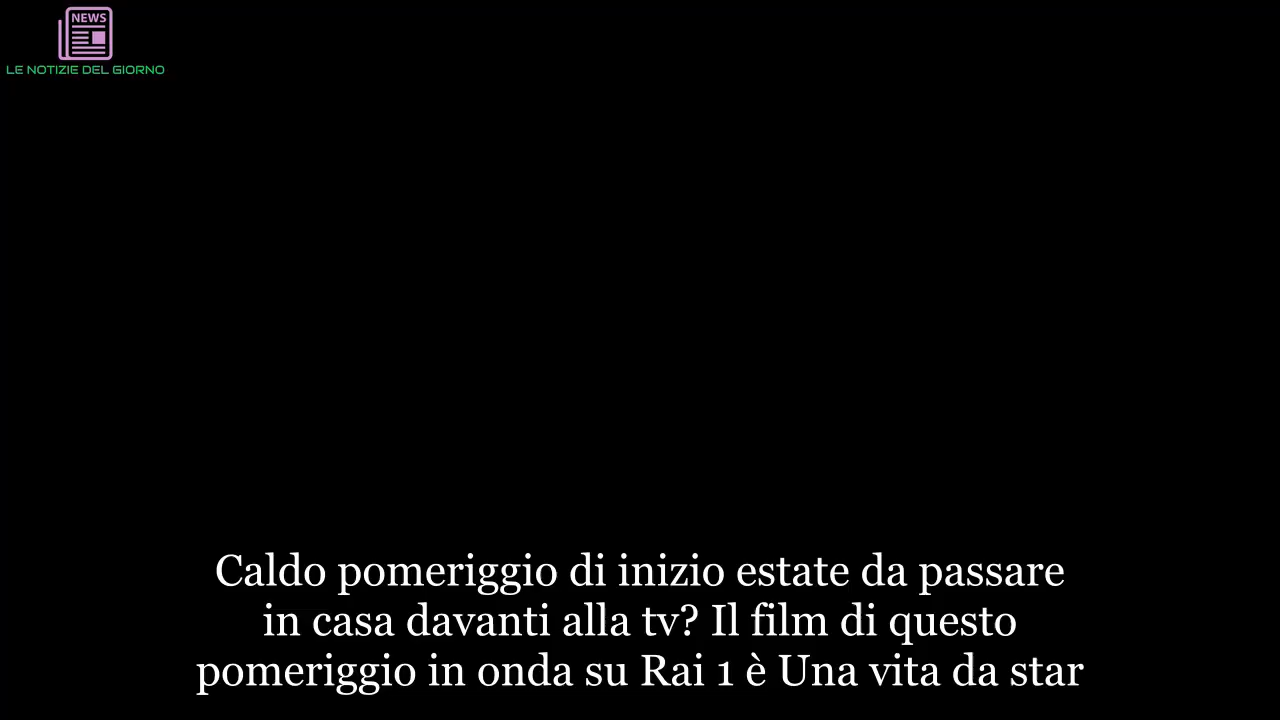 NEWS
LE NOTIZIE DEL GIORNO
Caldo pomeriggio di inizio estate da passare
in casa davanti alla tv? Il film di questo
pomeriggio in onda su Rai 1 è Una vita da star